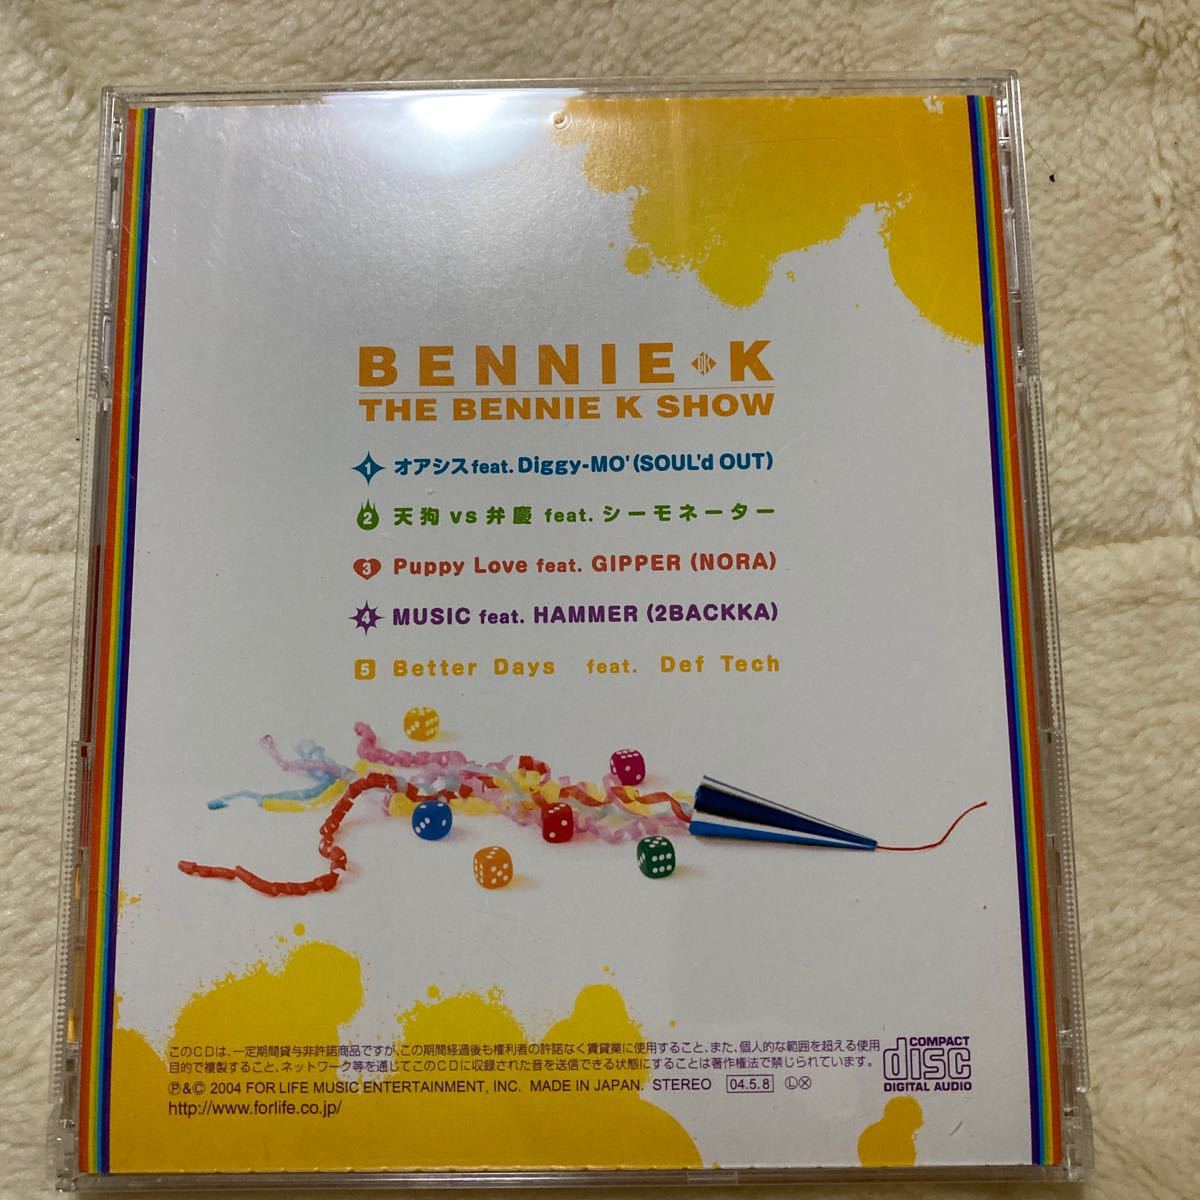 BENNIE K
THE BENNIE K SHOW
1 オアシス feat. Diggy-MO' (SOUL'd OUT)
2 天狗 vs 弁慶 feat. シーモネーター
3 Puppy Love feat. GIPPER (NORA)
4 MUSIC feat. HAMMER (2BACKKA)
5 Better Days feat. Def Tech
このCDは、一定期間貸与非許諾商品ですが、この期間経過後も権利者の許諾なく賃貸業に使用すること、また、個人的な範囲を超える使用
目的で複製すること、ネットワーク等を通じてこのCDに収録された音を送信できる状態にすることは著作権法で禁じられています。
Ⓟ&© 2004 FOR LIFE MUSIC ENTERTAINMENT, INC. MADE IN JAPAN. STEREO 04.5.8 Ⓛ Ⓧ
http://www.forlife.co.jp/
COMPACT
disc
DIGITAL AUDIO